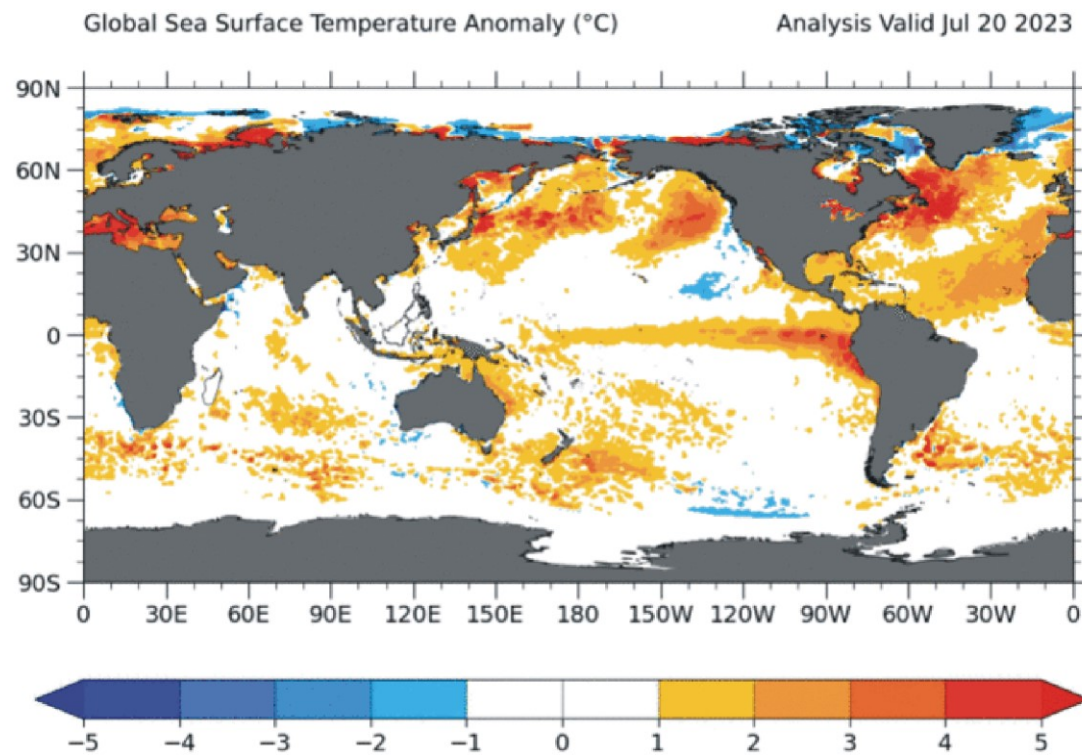 Global Sea Surface Temperature Anomaly (°C) Analysis Valid Jul 20 2023
90N
60N
30N
0
30S
60S
90S
0 30E 60E 90E 120E 150E 180 150W 120W 90W 60W 30W 0
−5 −4 −3 −2 −1 0 1 2 3 4 5